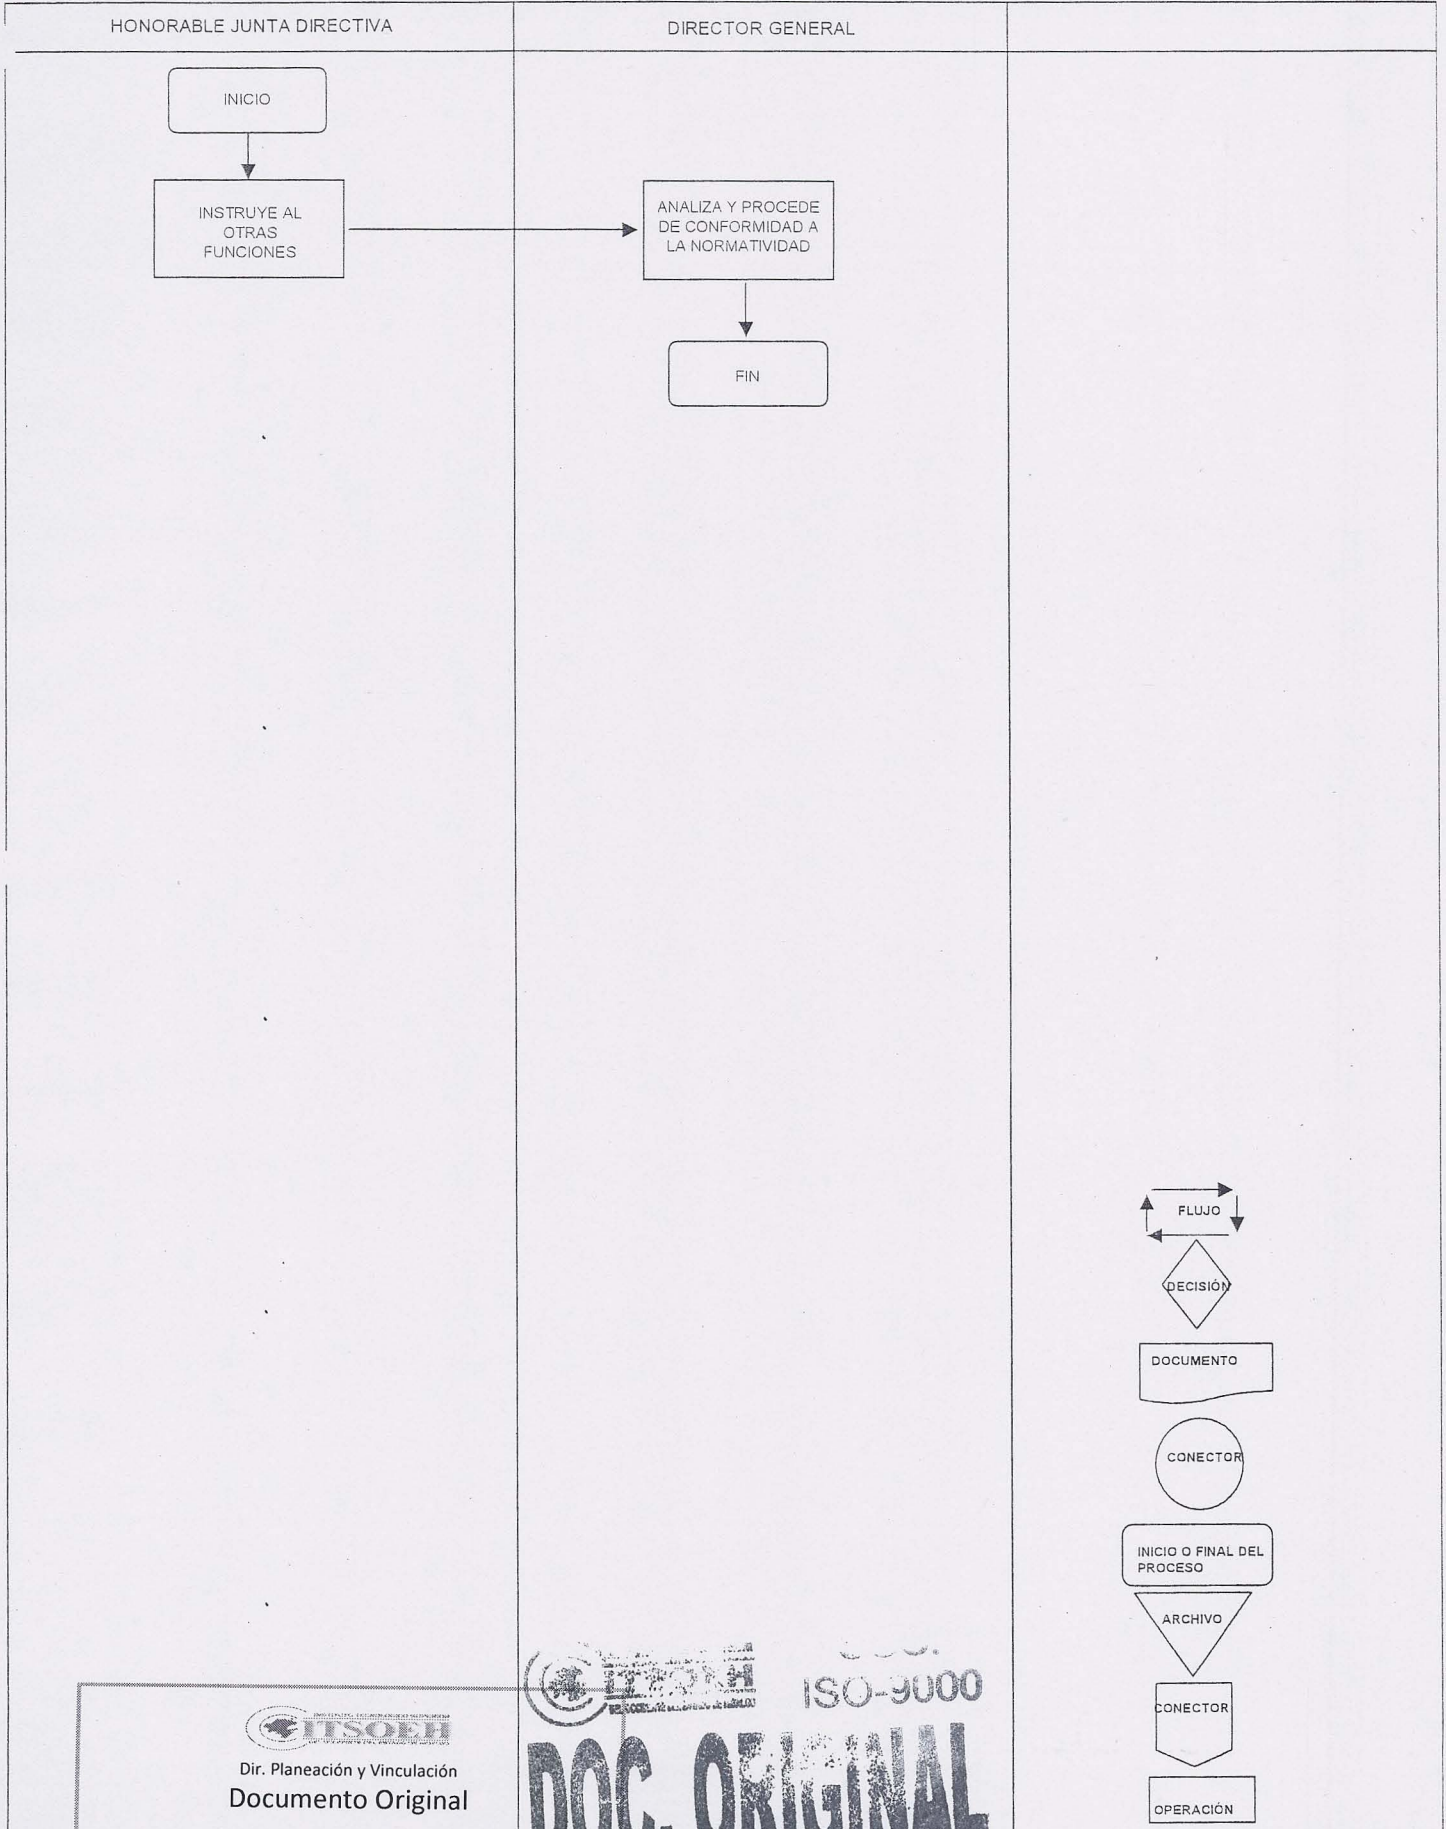 HONORABLE JUNTA DIRECTIVA
DIRECTOR GENERAL
INICIO
INSTRUYE AL
OTRAS
FUNCIONES
ANALIZA Y PROCEDE
DE CONFORMIDAD A
LA NORMATIVIDAD
FIN
FLUJO
DECISIÓN
DOCUMENTO
CONECTOR
INICIO O FINAL DEL
PROCESO
ARCHIVO
CONECTOR
OPERACIÓN
ITSOEH
Dir. Planeación y Vinculación
Documento Original
ITSOEH
ISO-9000
DOC. ORIGINAL